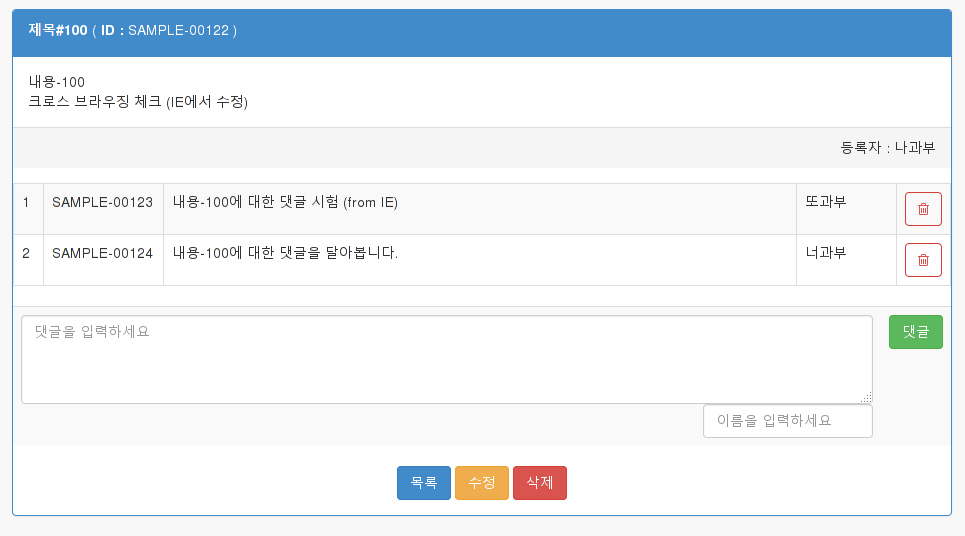 제목#100 ( ID : SAMPLE-00122 )
내용-100
크로스 브라우징 체크 (IE에서 수정)
등록자 : 나과부
1 SAMPLE-00123 내용-100에 대한 댓글 시험 (from IE) 또과부
2 SAMPLE-00124 내용-100에 대한 댓글을 달아봅니다. 너과부
댓글을 입력하세요 댓글
이름을 입력하세요
목록 수정 삭제